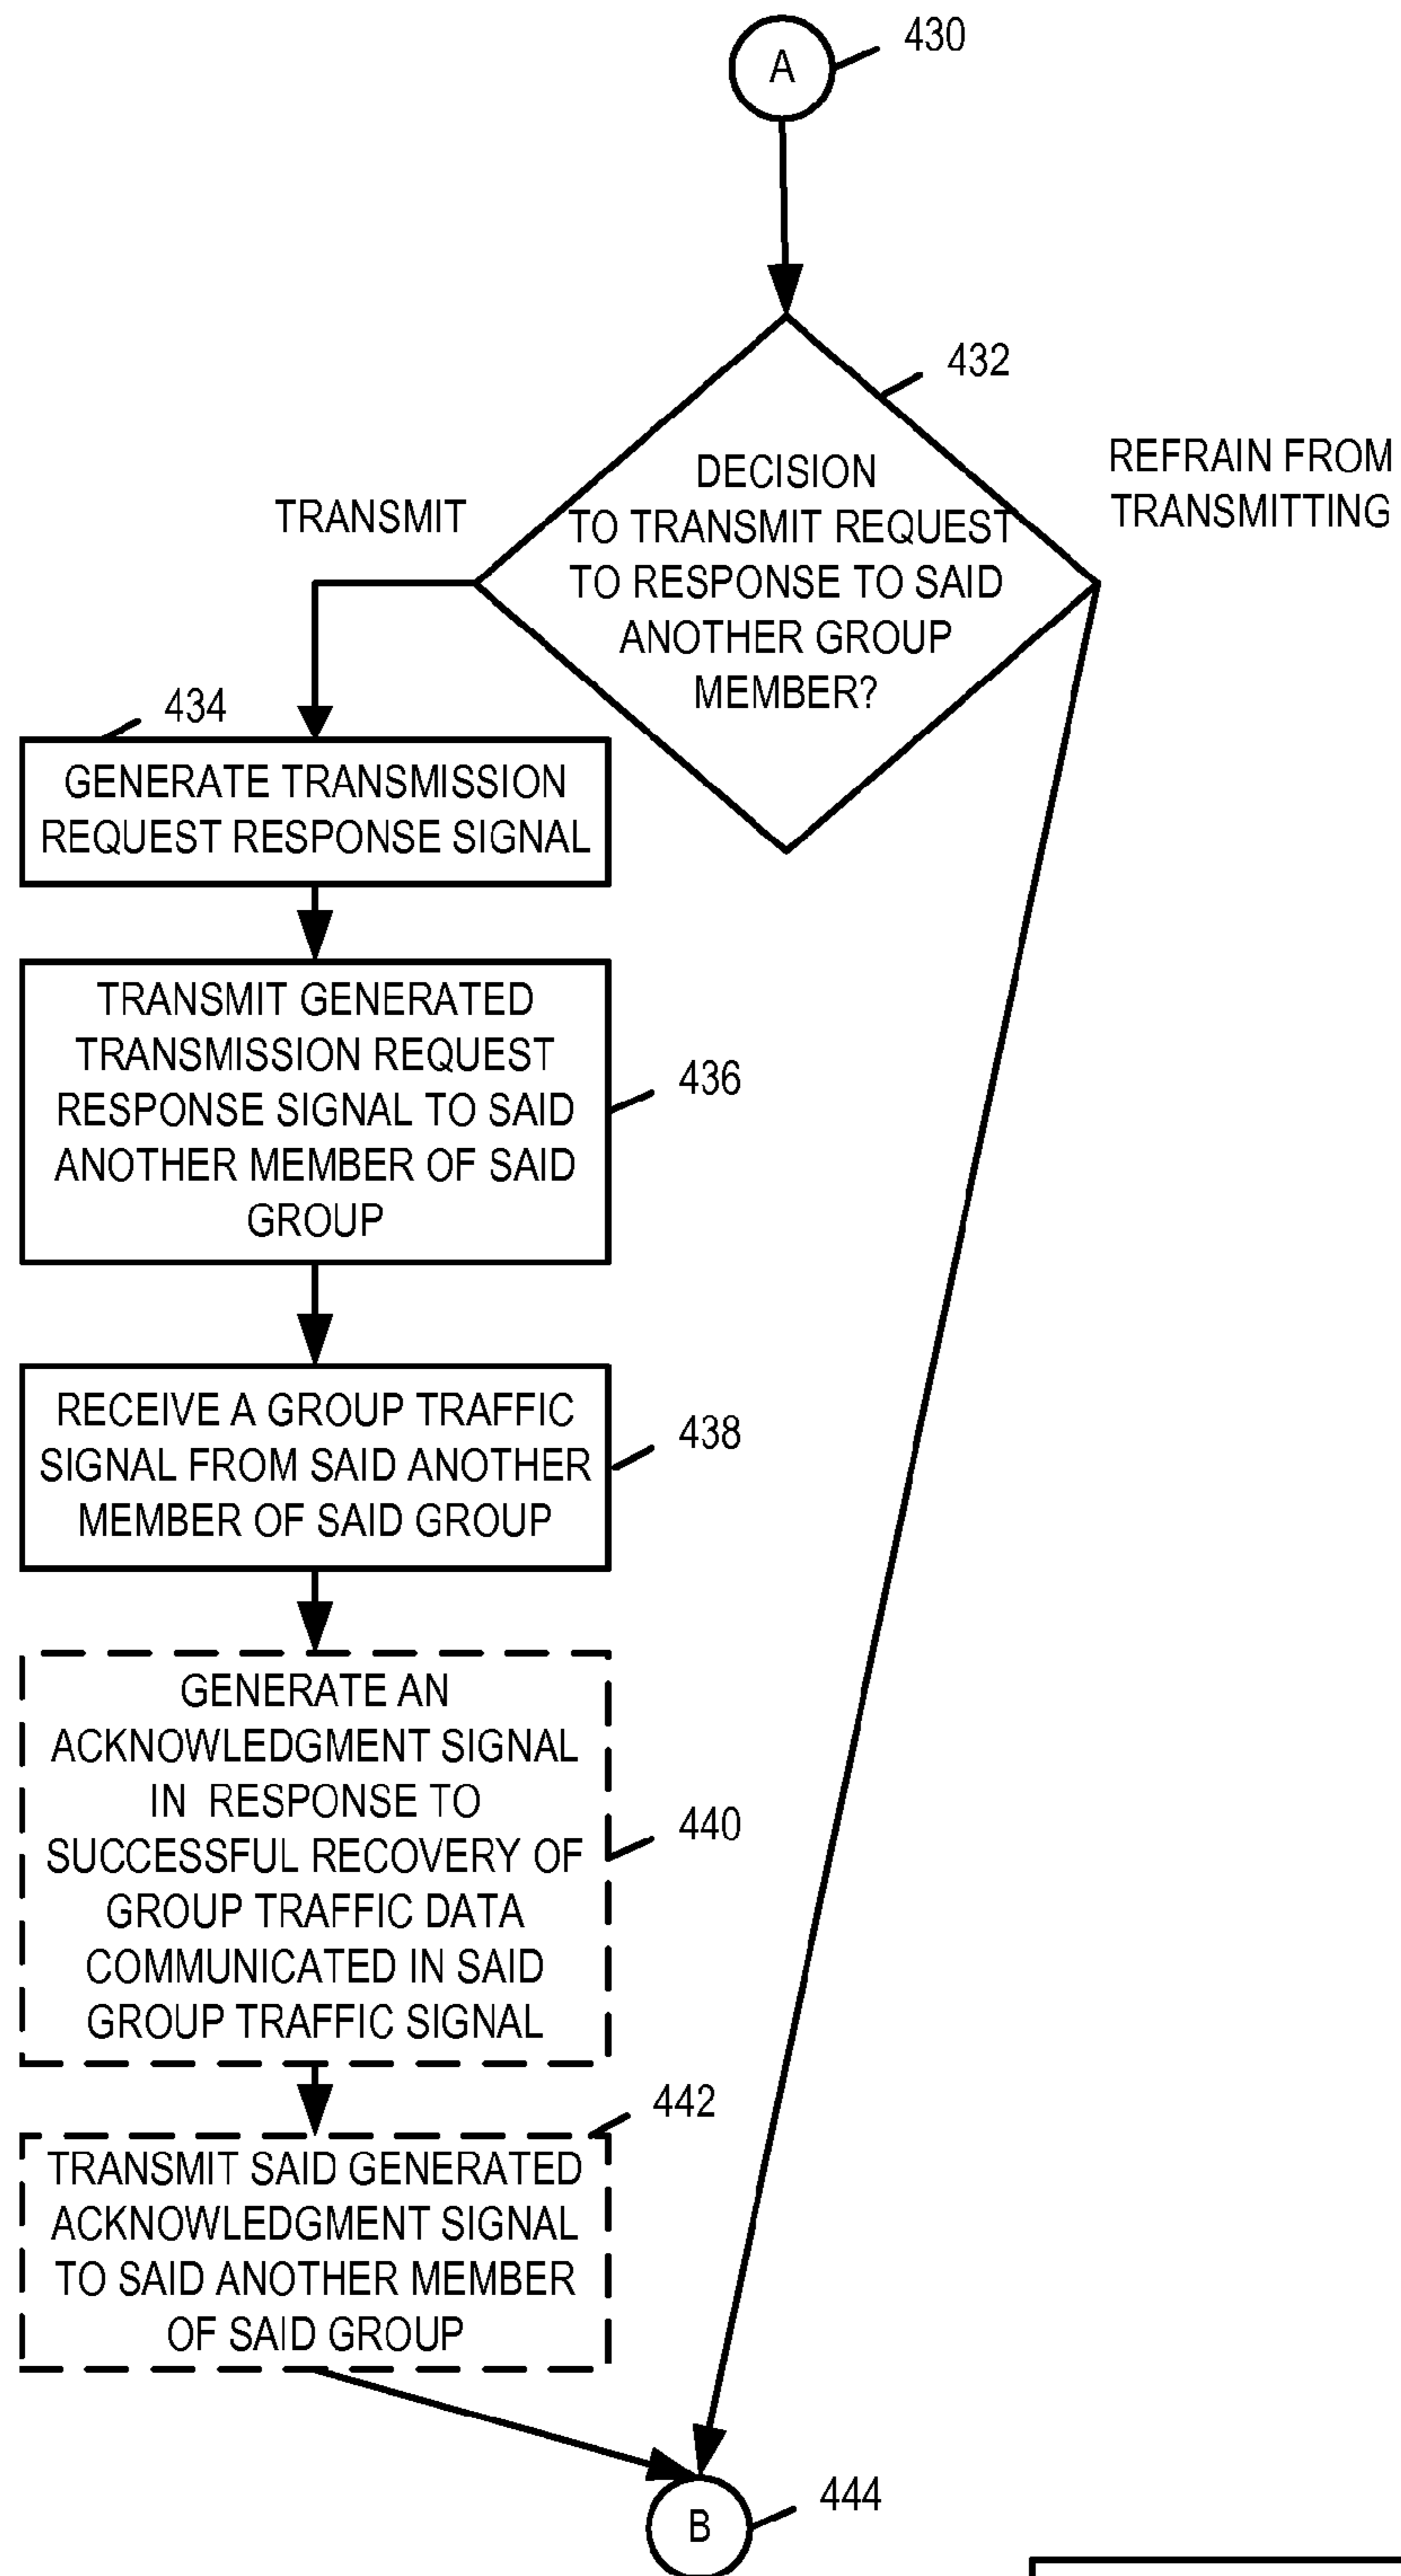 A
430
432
DECISION
TO TRANSMIT REQUEST
TO RESPONSE TO SAID
ANOTHER GROUP
MEMBER?
TRANSMIT
REFRAIN FROM
TRANSMITTING
434
GENERATE TRANSMISSION
REQUEST RESPONSE SIGNAL
TRANSMIT GENERATED
TRANSMISSION REQUEST
RESPONSE SIGNAL TO SAID
ANOTHER MEMBER OF SAID
GROUP
436
RECEIVE A GROUP TRAFFIC
SIGNAL FROM SAID ANOTHER
MEMBER OF SAID GROUP
438
GENERATE AN
ACKNOWLEDGMENT SIGNAL
IN RESPONSE TO
SUCCESSFUL RECOVERY OF
GROUP TRAFFIC DATA
COMMUNICATED IN SAID
GROUP TRAFFIC SIGNAL
440
442
TRANSMIT SAID GENERATED
ACKNOWLEDGMENT SIGNAL
TO SAID ANOTHER MEMBER
OF SAID GROUP
B
444